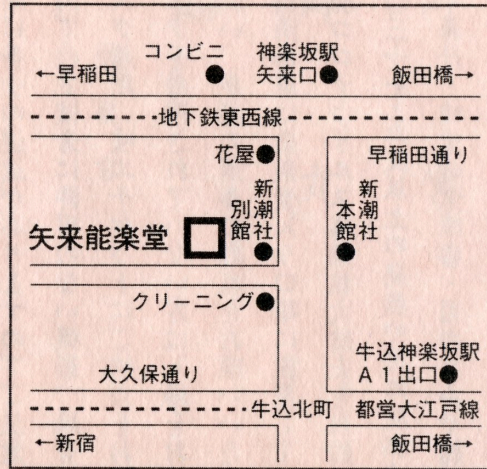 コンビニ
神楽坂駅
矢来口
←早稲田
飯田橋→
地下鉄東西線
花屋
早稲田通り
新潮社
別館
新潮社
本館
矢来能楽堂
クリーニング
牛込神楽坂駅
A1出口
大久保通り
牛込北町
都営大江戸線
←新宿
飯田橋→